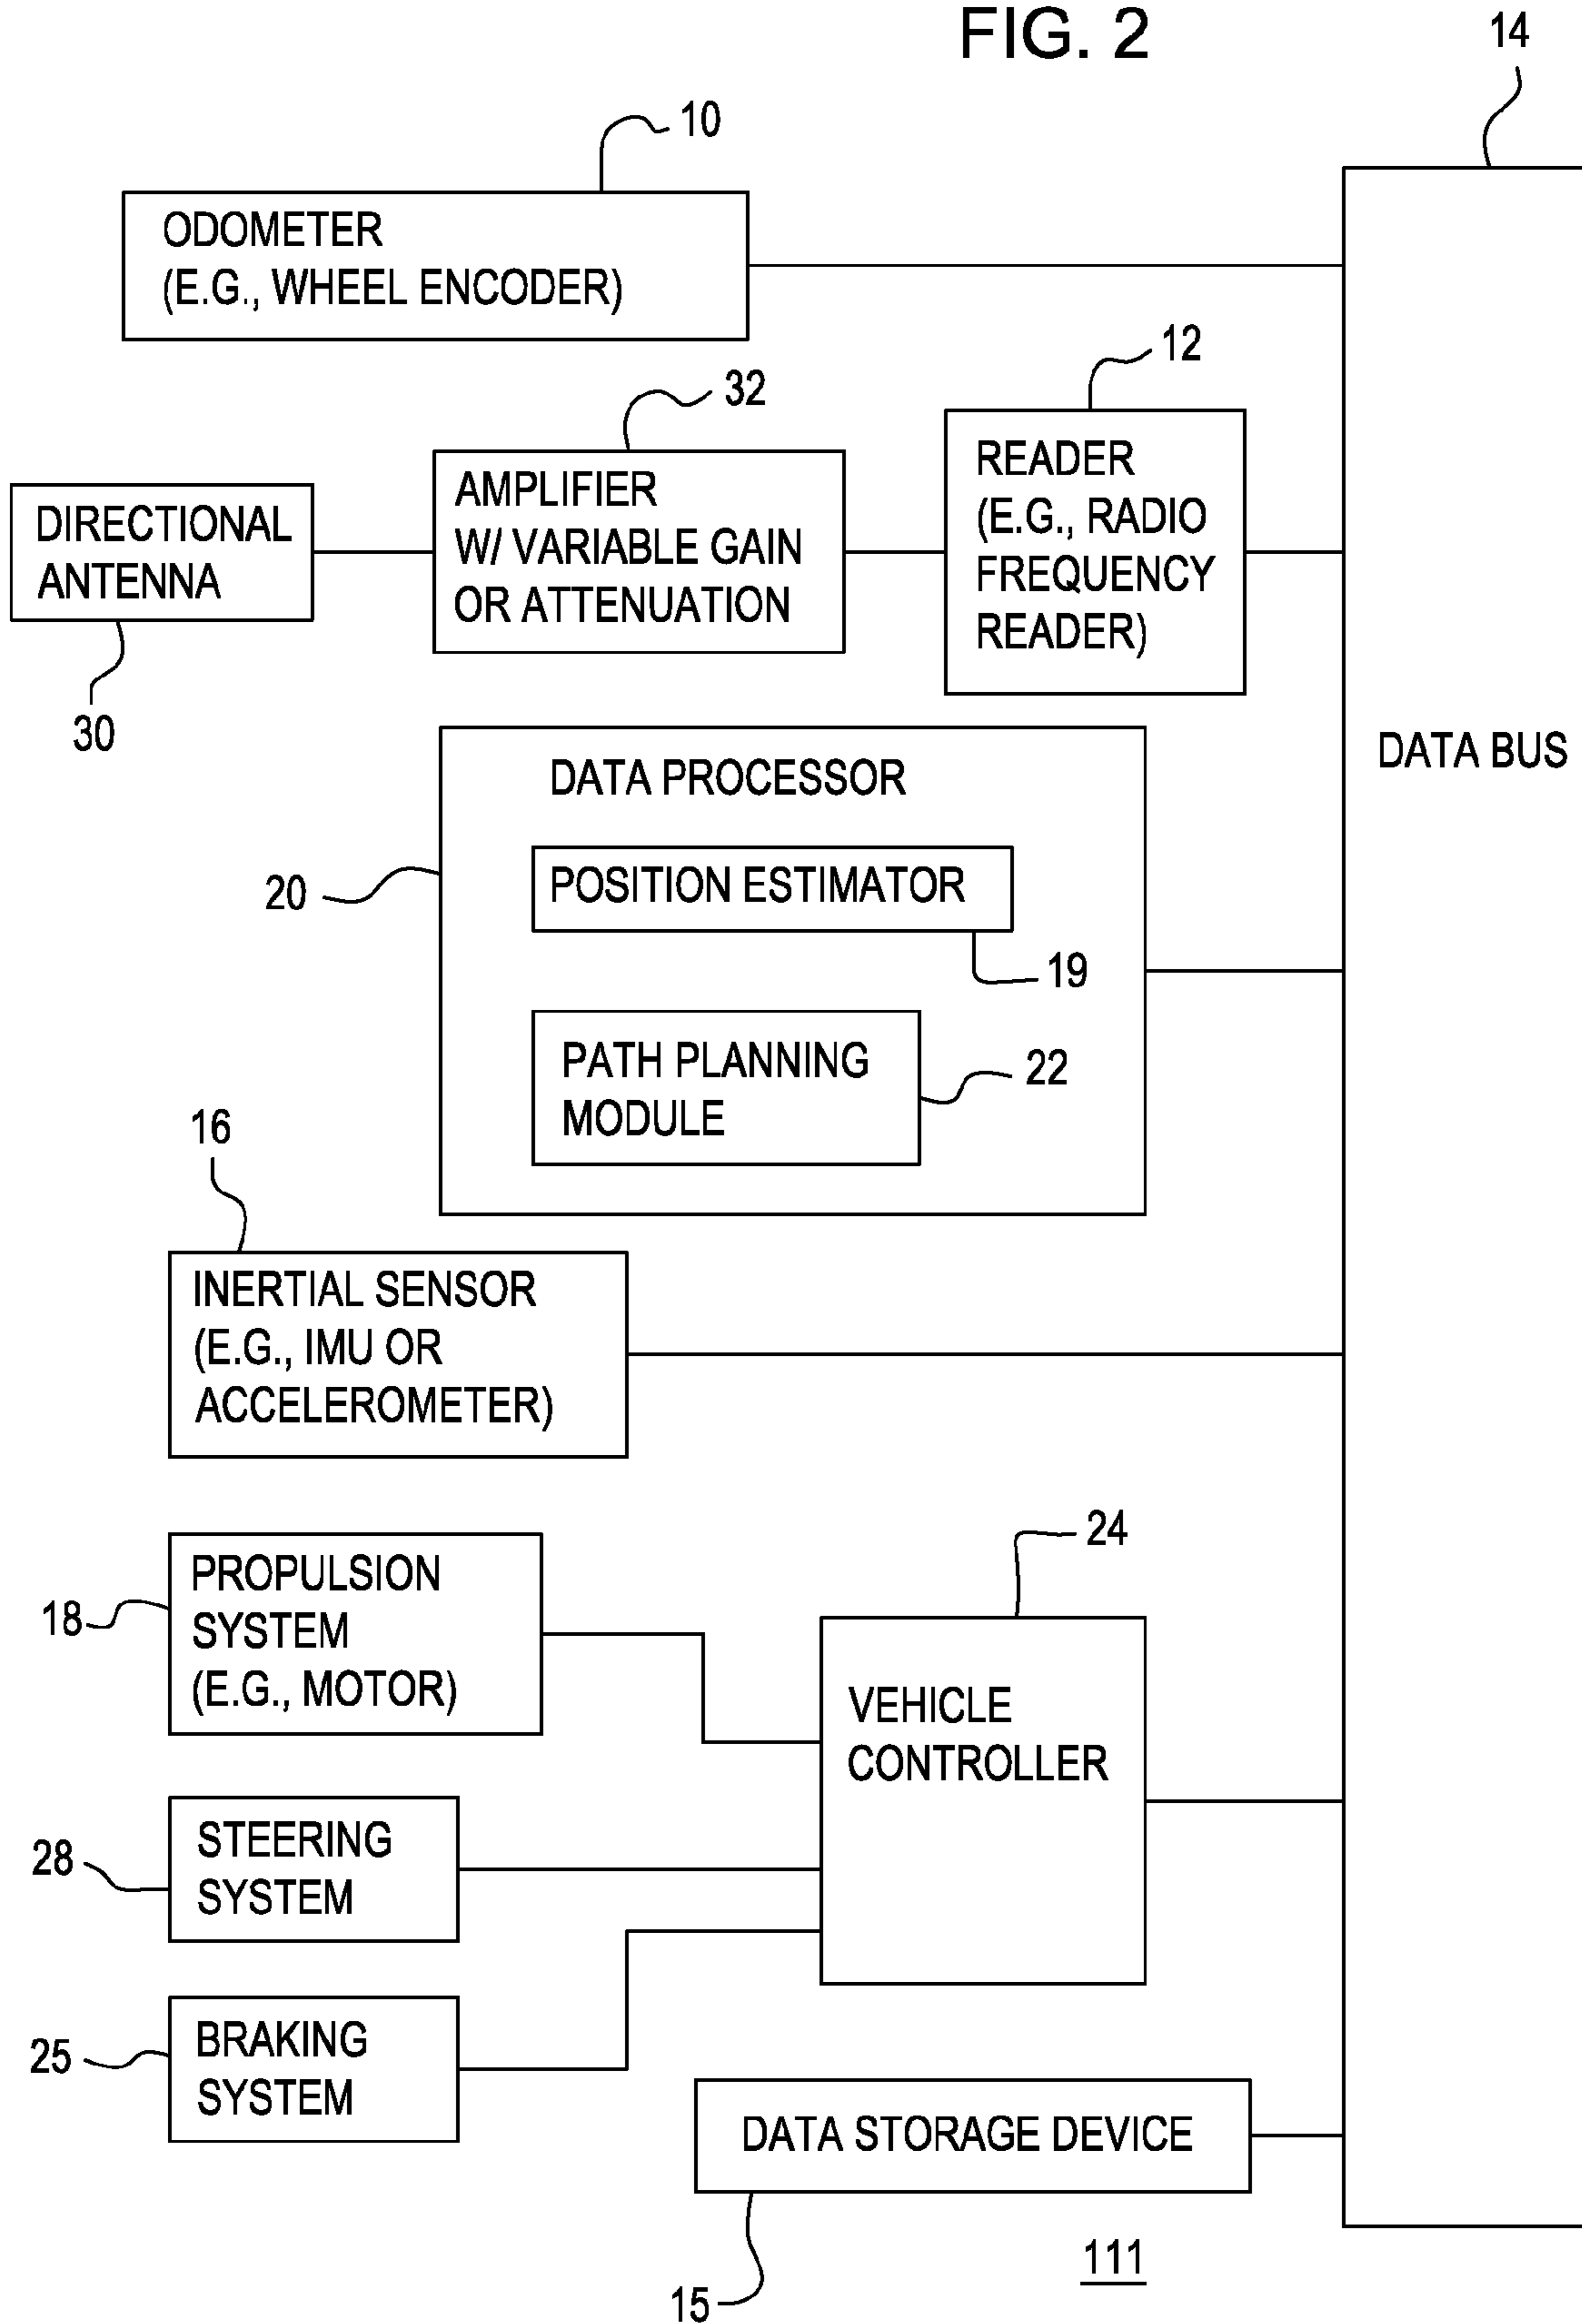 FIG. 2
14
10
ODOMETER
(E.G., WHEEL ENCODER)
12
32
READER
(E.G., RADIO
FREQUENCY
READER)
AMPLIFIER
W/ VARIABLE GAIN
OR ATTENUATION
DIRECTIONAL
ANTENNA
30
DATA BUS
DATA PROCESSOR
20
POSITION ESTIMATOR
19
PATH PLANNING
MODULE
22
16
INERTIAL SENSOR
(E.G., IMU OR
ACCELEROMETER)
24
PROPULSION
SYSTEM
(E.G., MOTOR)
18
VEHICLE
CONTROLLER
STEERING
SYSTEM
28
BRAKING
SYSTEM
25
DATA STORAGE DEVICE
111
15